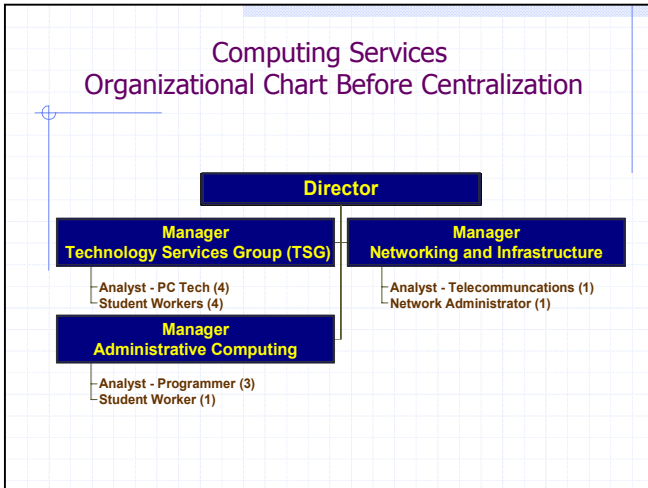 Computing Services
Organizational Chart Before Centralization
Director
Manager
Technology Services Group (TSG)
Analyst - PC Tech (4)
Student Workers (4)
Manager
Networking and Infrastructure
Analyst - Telecommuncations (1)
Network Administrator (1)
Manager
Administrative Computing
Analyst - Programmer (3)
Student Worker (1)